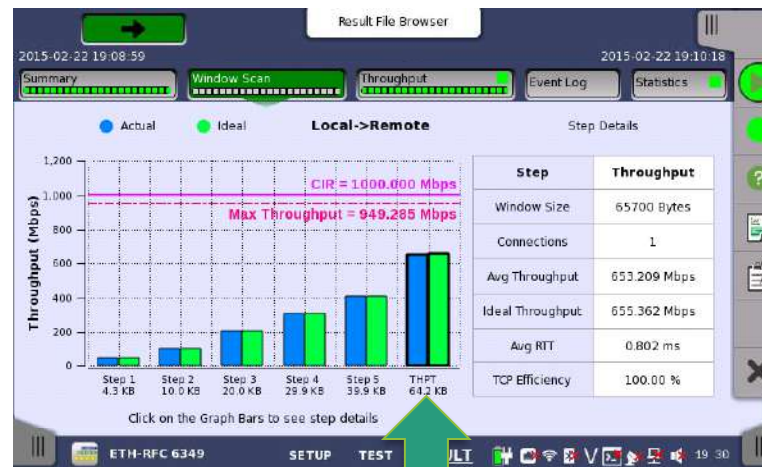 Result File Browser
2015-02-22 19:08:59
2015-02-22 19:10:18
Summary
Window Scan
Throughput
Event Log
Statistics
Actual
Ideal
Local->Remote
Step Details
Throughput (Mbps)
1,200
1,000
800
600
400
200
0
CIR = 1000.000 Mbps
Max Throughput = 949.285 Mbps
Step 1
4.3 KB
Step 2
10.0 KB
Step 3
20.0 KB
Step 4
29.9 KB
Step 5
39.9 KB
THPT
64.2 KB
Click on the Graph Bars to see step details
Step Throughput
Window Size 65700 Bytes
Connections 1
Avg Throughput 653.209 Mbps
Ideal Throughput 655.362 Mbps
Avg RTT 0.802 ms
TCP Efficiency 100.00 %
ETH-RFC 6349
SETUP
TEST
19 30